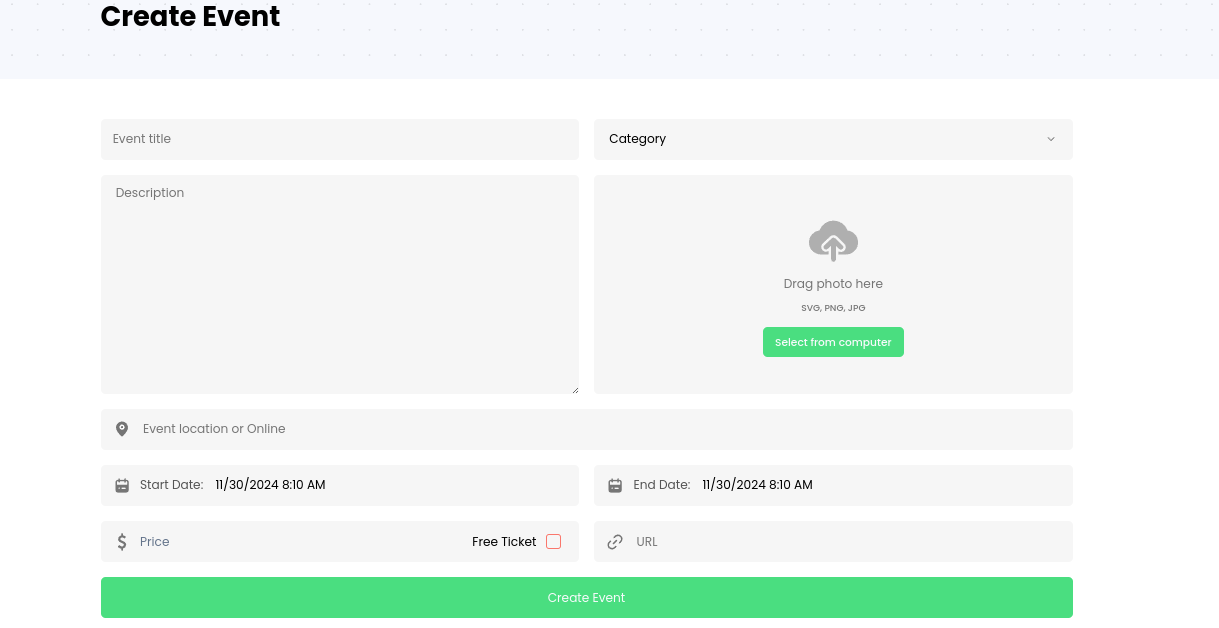 Create Event
Event title
Category
Description
Drag photo here
SVG, PNG, JPG
Select from computer
Event location or Online
Start Date: 11/30/2024 8:10 AM
End Date: 11/30/2024 8:10 AM
Price
Free Ticket
URL
Create Event